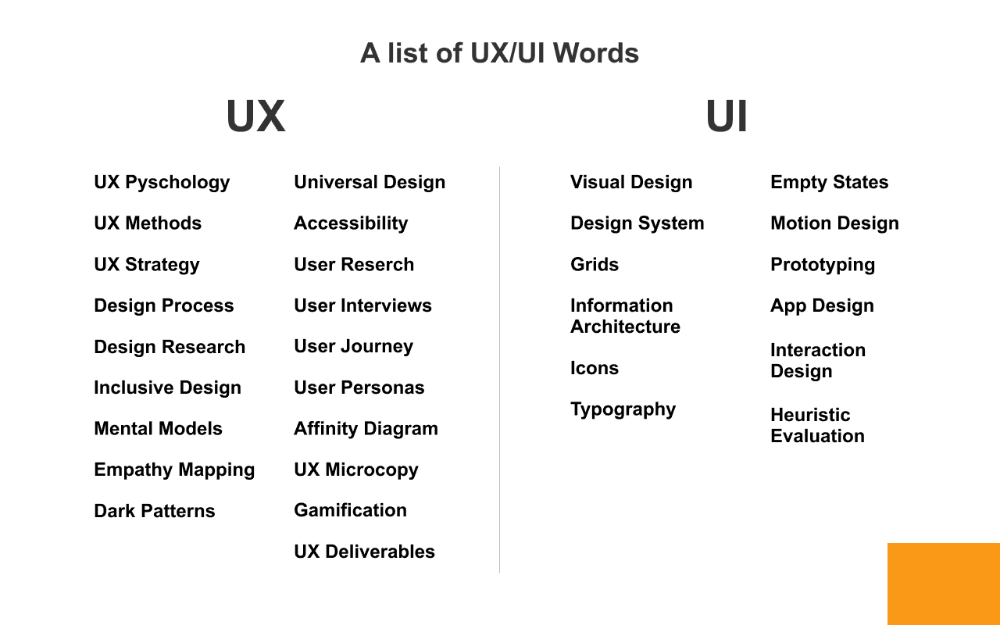 A list of UX/UI Words
UX
UX Pyschology
UX Methods
UX Strategy
Design Process
Design Research
Inclusive Design
Mental Models
Empathy Mapping
Dark Patterns
Universal Design
Accessibility
User Reserch
User Interviews
User Journey
User Personas
Affinity Diagram
UX Microcopy
Gamification
UX Deliverables
UI
Visual Design
Design System
Grids
Information
Architecture
Icons
Typography
Empty States
Motion Design
Prototyping
App Design
Interaction
Design
Heuristic
Evaluation